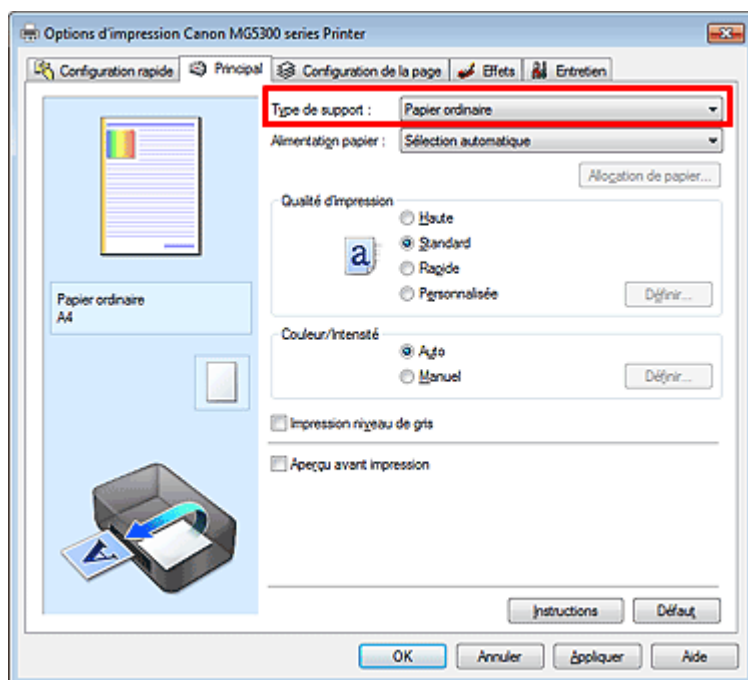 Options d'impression Canon MG5300 series Printer
Configuration rapide Principal Configuration de la page Effets Entretien
Type de support : Papier ordinaire
Alimentation papier : Sélection automatique
Allocation de papier...
Qualité d'impression
Haute
a Standard
Rapide
Personnalisée Définir...
Papier ordinaire
A4
Couleur/Intensité
Auto
Manuel Définir...
Impression niveau de gris
Aperçu avant impression
A
Instructions Défaut
OK Annuler Appliquer Aide